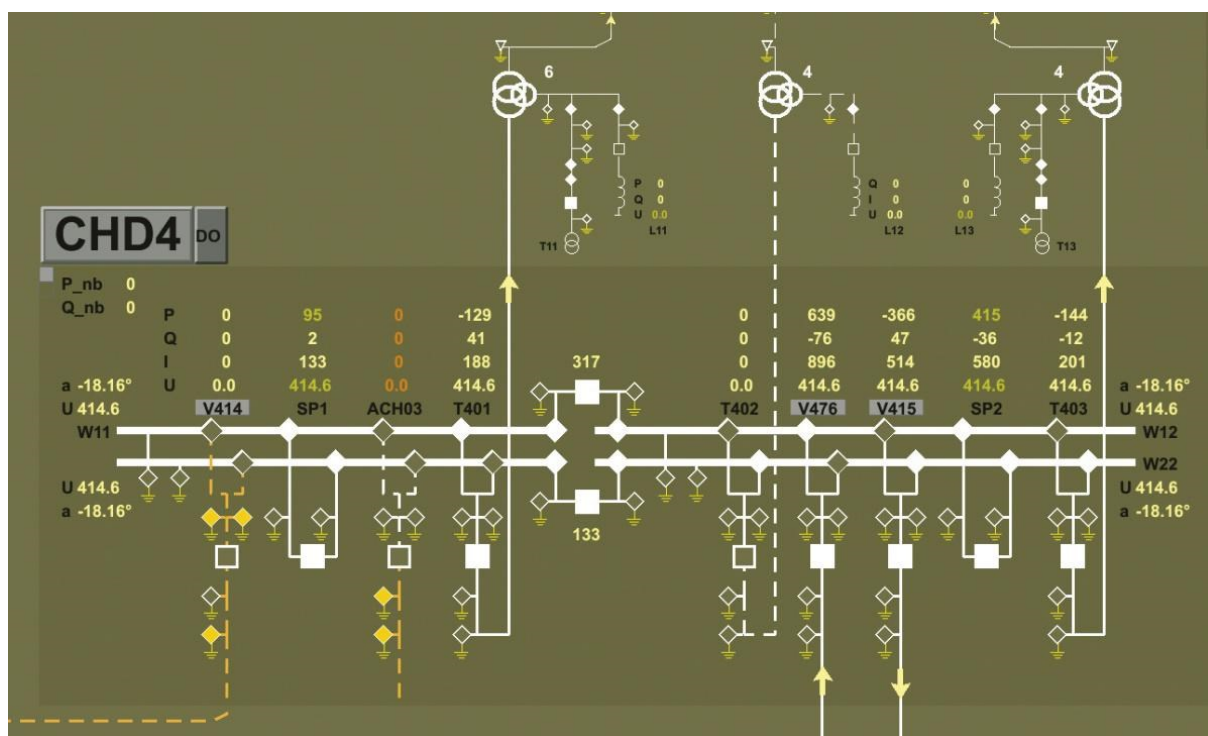 6 4 4
P 0 Q 0 0
Q 0 I 0 0
U 0.0 U 0.0 0.0
L11 L12 L13
T11 T13
CHD4 DO
P_nb 0
Q_nb 0
P 0 95 0 -129 0 639 -366 415 -144
Q 0 2 0 41 0 -76 47 -36 -12
I 0 133 0 188 317 0 896 514 580 201
a -18.16° U 0.0 414.6 0.0 414.6 0.0 414.6 414.6 414.6 414.6 a -18.16°
U 414.6 V414 SP1 ACH03 T401 T402 V476 V415 SP2 T403 U 414.6
W11 W12
W22
U 414.6 U 414.6
a -18.16° a -18.16°
133